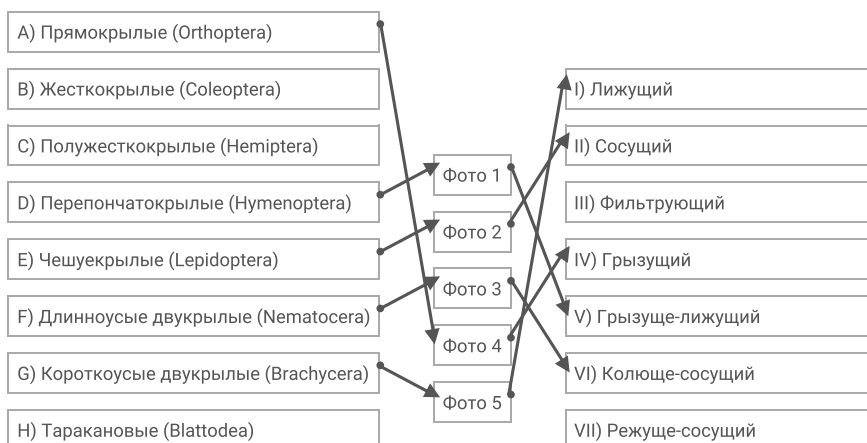 A) Прямокрылые (Orthoptera)
B) Жесткокрылые (Coleoptera)
C) Полужесткокрылые (Hemiptera)
D) Перепончатокрылые (Hymenoptera)
E) Чешуекрылые (Lepidoptera)
F) Длинноусые двукрылые (Nematocera)
G) Короткоусые двукрылые (Brachycera)
H) Таракановые (Blattodea)
Фото 1
Фото 2
Фото 3
Фото 4
Фото 5
I) Лижущий
II) Сосущий
III) Фильтрующий
IV) Грызущий
V) Грызуще-лижущий
VI) Колюще-сосущий
VII) Режуще-сосущий